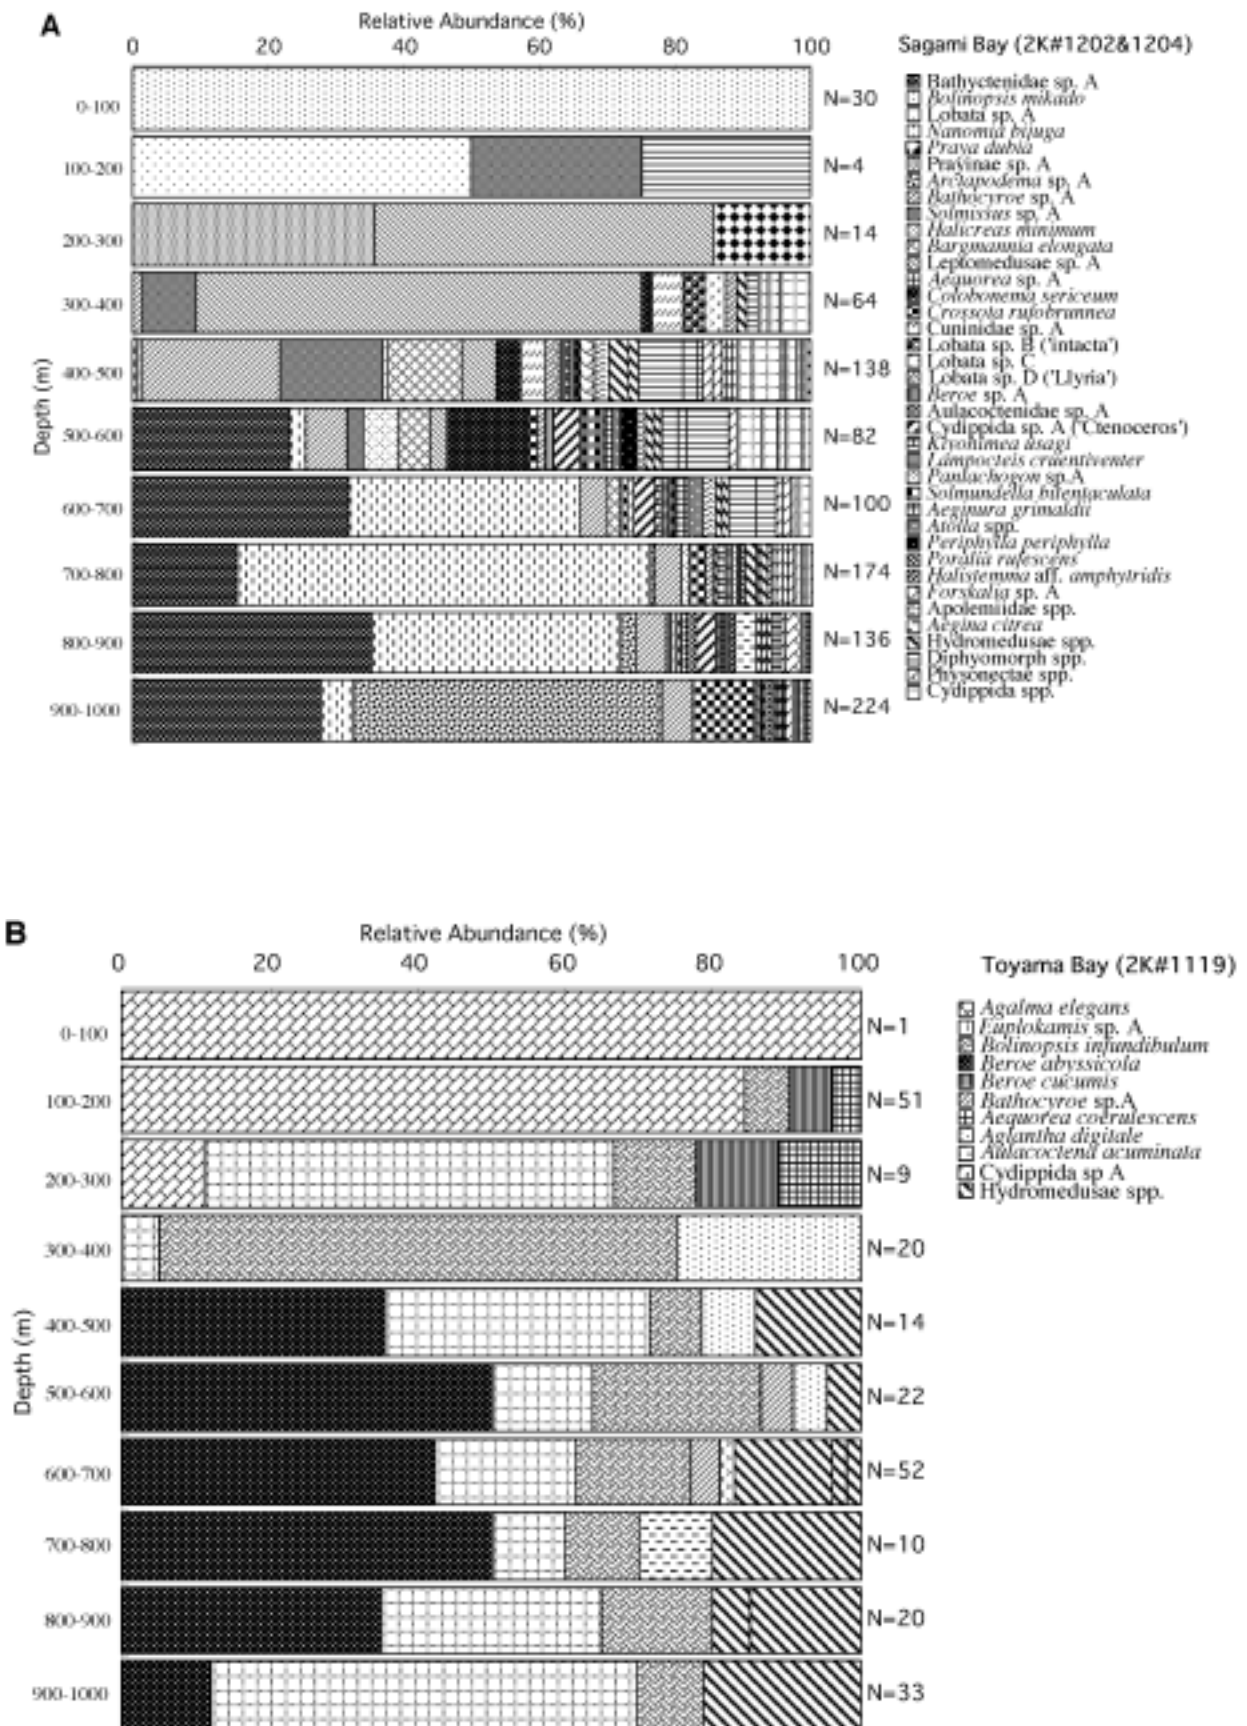 A
Relative Abundance (%)
0 20 40 60 80 100
Sagami Bay (2K#1202&1204)
Depth (m)
0-100 N=30
100-200 N=4
200-300 N=14
300-400 N=64
400-500 N=138
500-600 N=82
600-700 N=100
700-800 N=174
800-900 N=136
900-1000 N=224
Bathyctenidae sp. A
Bolinopsis mikado
Lobata sp. A
Nanomia bijuga
Praya dubia
Prayinae sp. A
Arctapodema sp. A
Bathocyroe sp. A
Solmissus sp. A
Halicreas minimum
Bargmannia elongata
Leptomedusae sp. A
Aequorea sp. A
Colobonema sericeum
Crossota rufobrunnea
Cuninidae sp. A
Lobata sp. B ('intacta')
Lobata sp. C
Lobata sp. D ('Llyria')
Beroe sp. A
Aulacoctenidae sp. A
Cydippida sp. A ('Ctenoceros')
Kiyohimea usagi
Lampocteis cruentiventer
Pantachogon sp.A
Solmundella bitentaculata
Aeginura grimaldii
Atolla spp.
Periphylla periphylla
Poralia rufescens
Halistemma aff. amphytridis
Forskalia sp. A
Apolemiidae spp.
Aegina citrea
Hydromedusae spp.
Diphyomorph spp.
Physonectae spp.
Cydippida spp.
B
Relative Abundance (%)
0 20 40 60 80 100
Toyama Bay (2K#1119)
Depth (m)
0-100 N=1
100-200 N=51
200-300 N=9
300-400 N=20
400-500 N=14
500-600 N=22
600-700 N=52
700-800 N=10
800-900 N=20
900-1000 N=33
Agalma elegans
Euplokamis sp. A
Bolinopsis infundibulum
Beroe abyssicola
Beroe cucumis
Bathocyroe sp.A
Aequorea coerulescens
Aglantha digitale
Aulacoctena acuminata
Cydippida sp A
Hydromedusae spp.